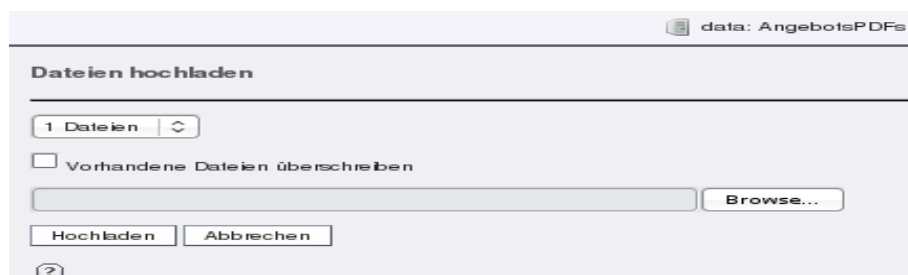 data: AngebotsPDFs
Dateien hochladen
1 Dateien
Vorhandene Dateien überschreiben
Browse...
Hochladen Abbrechen
?